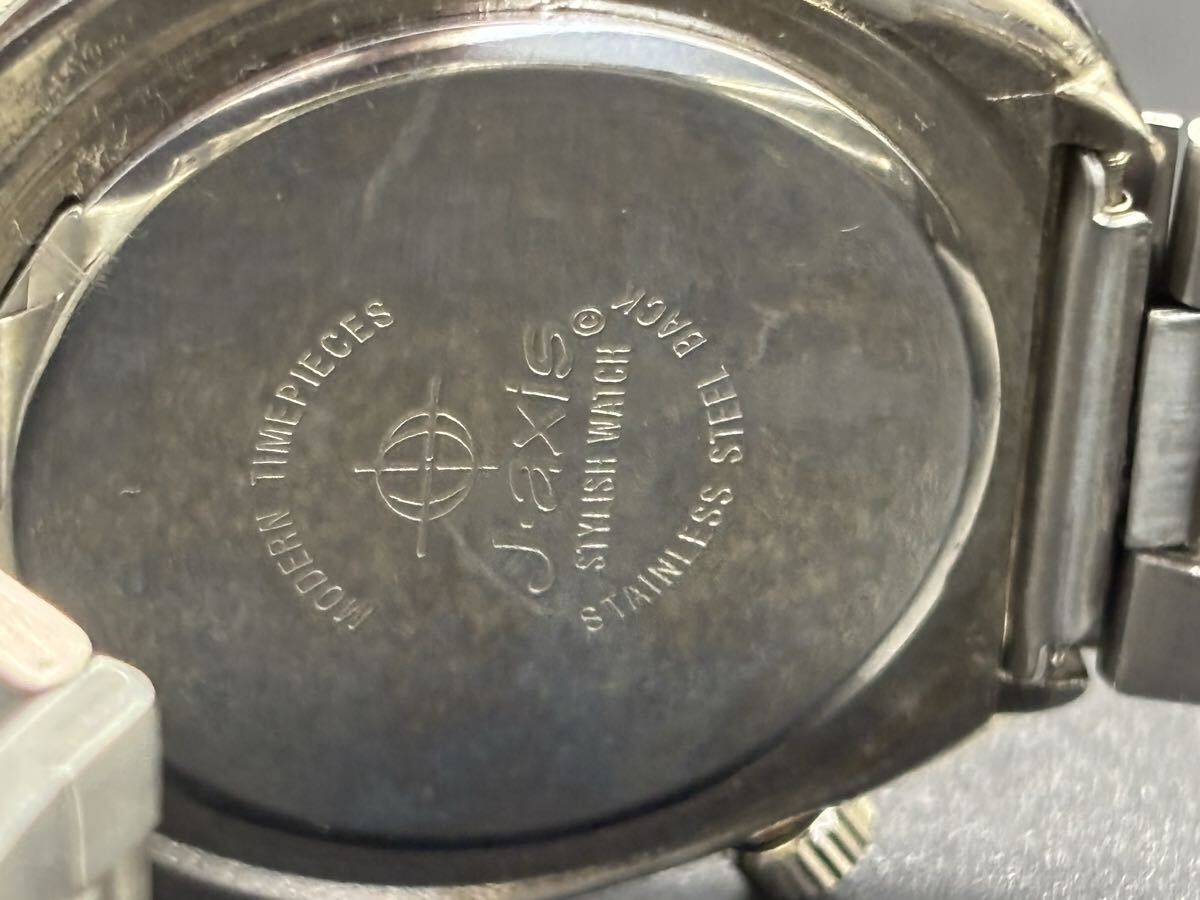 MODERN TIMEPIECES
J·axis
STYLISH WATCH ©
STAINLESS STEEL BACK